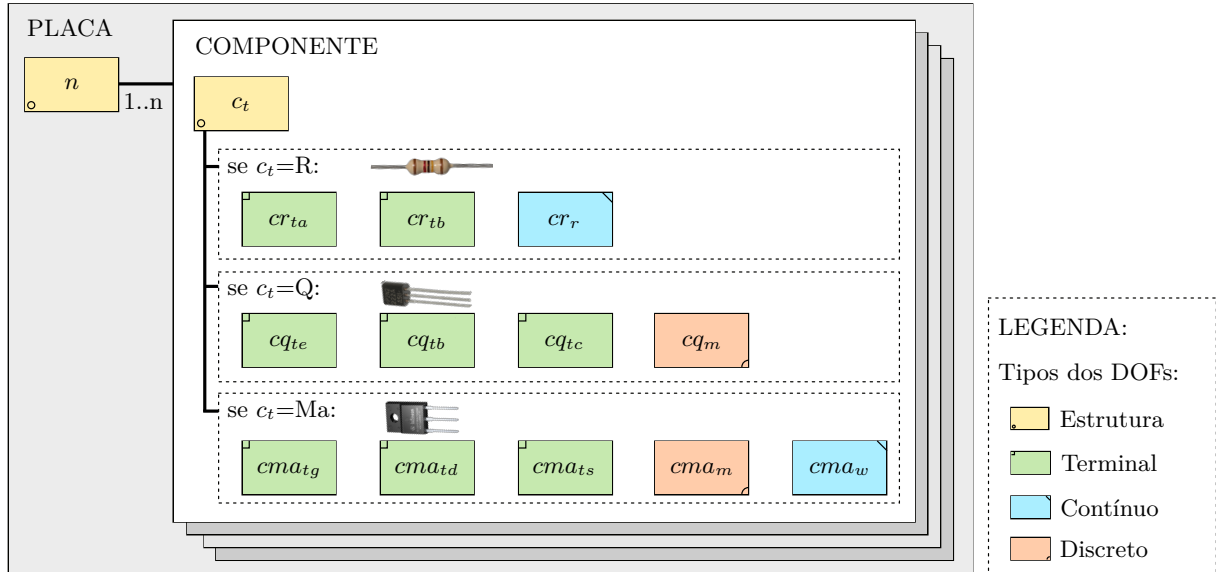 PLACA
n
1..n
COMPONENTE
c_t
se c_t=R:
cr_ta cr_tb cr_r
se c_t=Q:
cq_te cq_tb cq_tc cq_m
se c_t=Ma:
cma_tg cma_td cma_ts cma_m cma_w
LEGENDA:
Tipos dos DOFs:
Estrutura
Terminal
Contínuo
Discreto